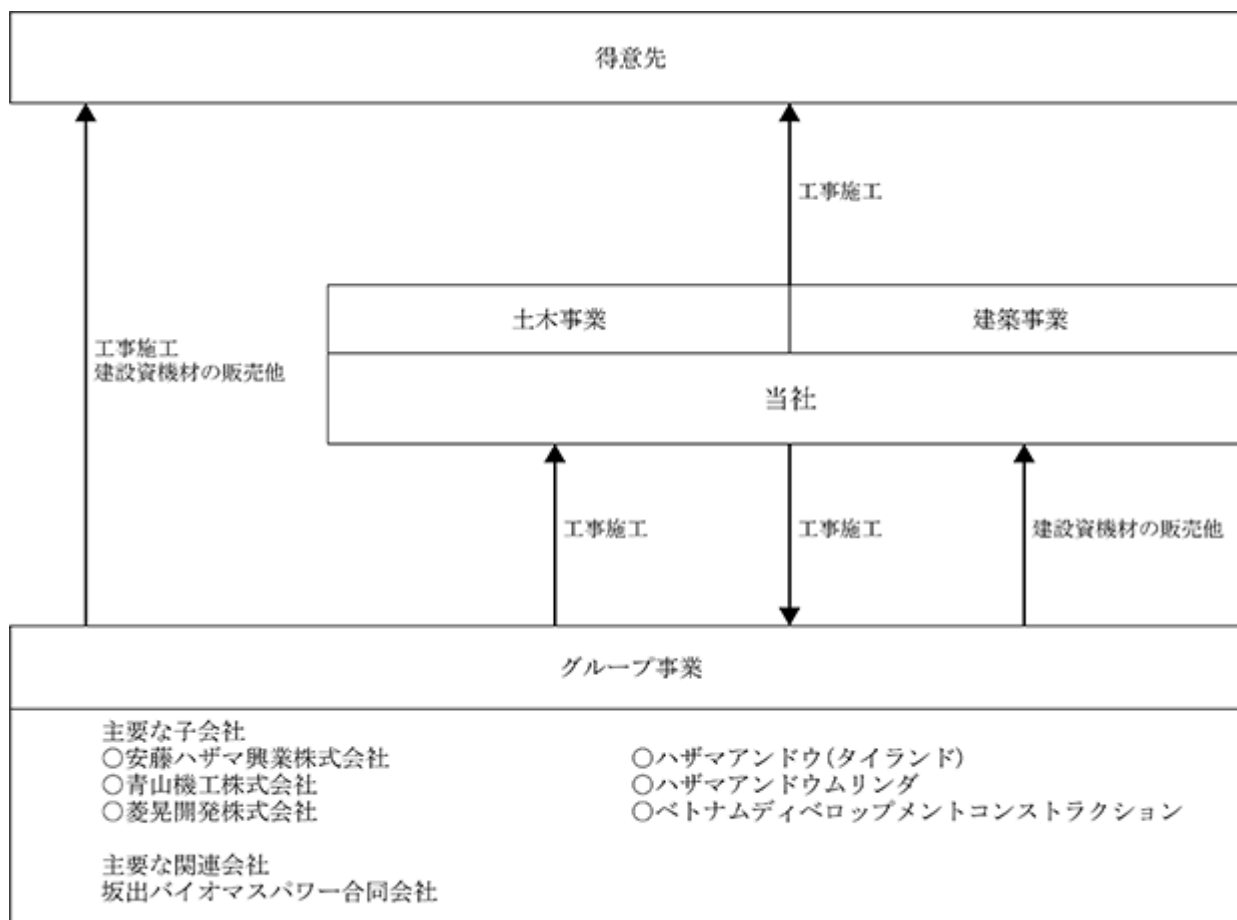 得意先
工事施工
工事施工
建設資機材の販売他
土木事業
建築事業
当社
工事施工
工事施工
建設資機材の販売他
グループ事業
主要な子会社
○安藤ハザマ興業株式会社
○ハザマアンドウ(タイランド)
○青山機工株式会社
○ハザマアンドウムリンダ
○菱晃開発株式会社
○ベトナムディベロップメントコンストラクション
主要な関連会社
坂出バイオマスパワー合同会社